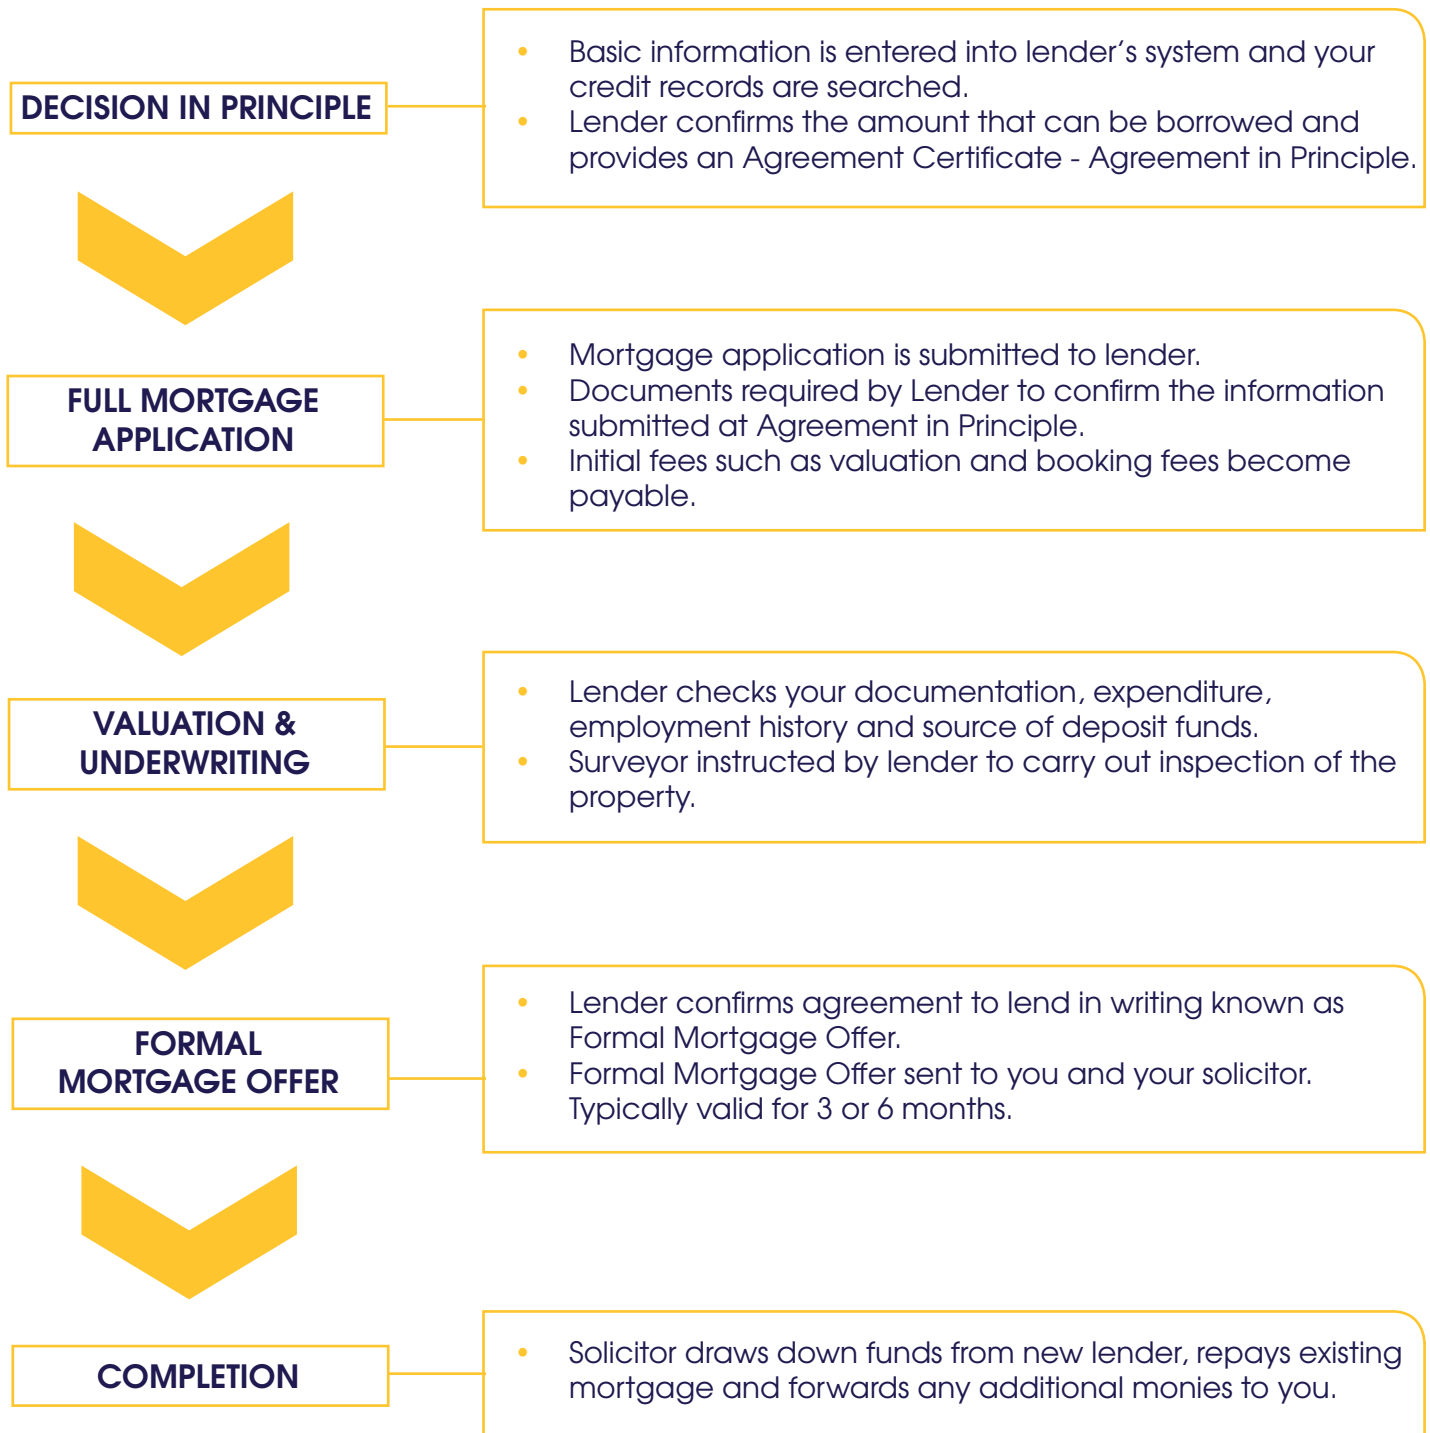 DECISION IN PRINCIPLE
• Basic information is entered into lender's system and your
credit records are searched.
• Lender confirms the amount that can be borrowed and
provides an Agreement Certificate - Agreement in Principle.
FULL MORTGAGE
APPLICATION
• Mortgage application is submitted to lender.
• Documents required by Lender to confirm the information
submitted at Agreement in Principle.
• Initial fees such as valuation and booking fees become
payable.
VALUATION &
UNDERWRITING
• Lender checks your documentation, expenditure,
employment history and source of deposit funds.
• Surveyor instructed by lender to carry out inspection of the
property.
FORMAL
MORTGAGE OFFER
• Lender confirms agreement to lend in writing known as
Formal Mortgage Offer.
• Formal Mortgage Offer sent to you and your solicitor.
Typically valid for 3 or 6 months.
COMPLETION
• Solicitor draws down funds from new lender, repays existing
mortgage and forwards any additional monies to you.